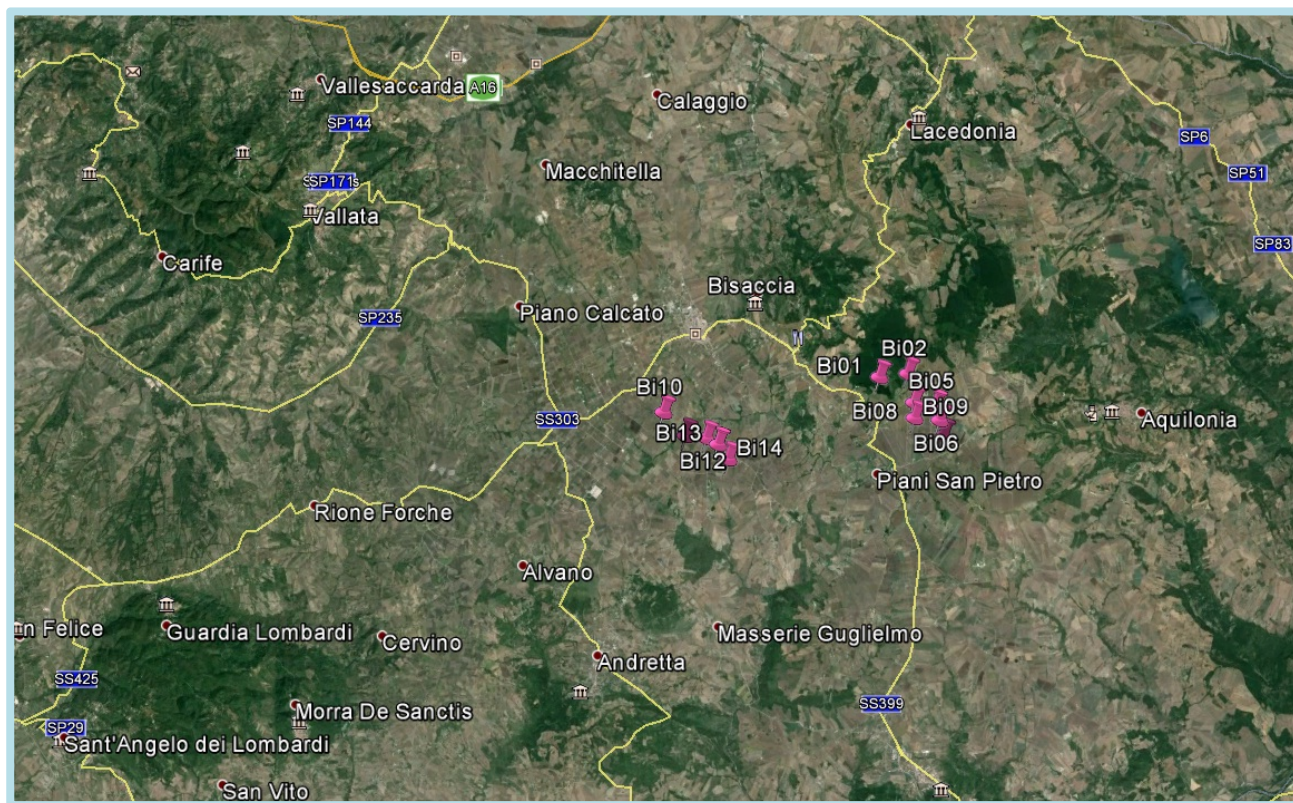 Vallesaccarda
A16
Calaggio
SP144
Lacedonia
SP6
Macchitella
SP51
SP171s
Vallata
SP83
Carife
Bisaccia
Piano Calcato
SP235
Bi01
Bi02
Bi05
Bi10
Bi08
Bi09
Aquilonia
SS303
Bi13
Bi06
Bi12
Bi14
Piani San Pietro
Rione Forche
Alvano
n Felice
Guardia Lombardi
Cervino
Masserie Guglielmo
Andretta
SS425
SS399
Morra De Sanctis
SP29
Sant'Angelo dei Lombardi
San Vito